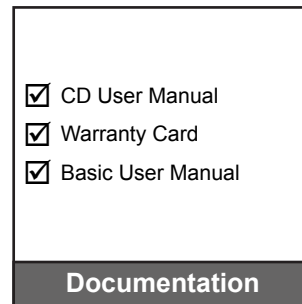 CD User Manual
Warranty Card
Basic User Manual
Documentation